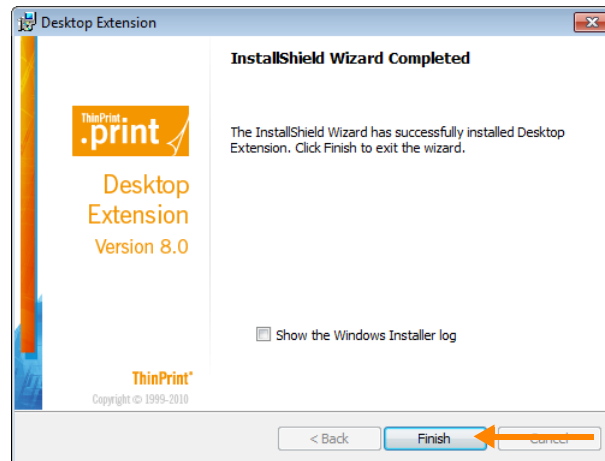 Desktop Extension
InstallShield Wizard Completed
ThinPrint
.print
The InstallShield Wizard has successfully installed Desktop
Extension. Click Finish to exit the wizard.
Desktop
Extension
Version 8.0
Show the Windows Installer log
ThinPrint
Copyright © 1999-2010
< Back
Finish
Cancel